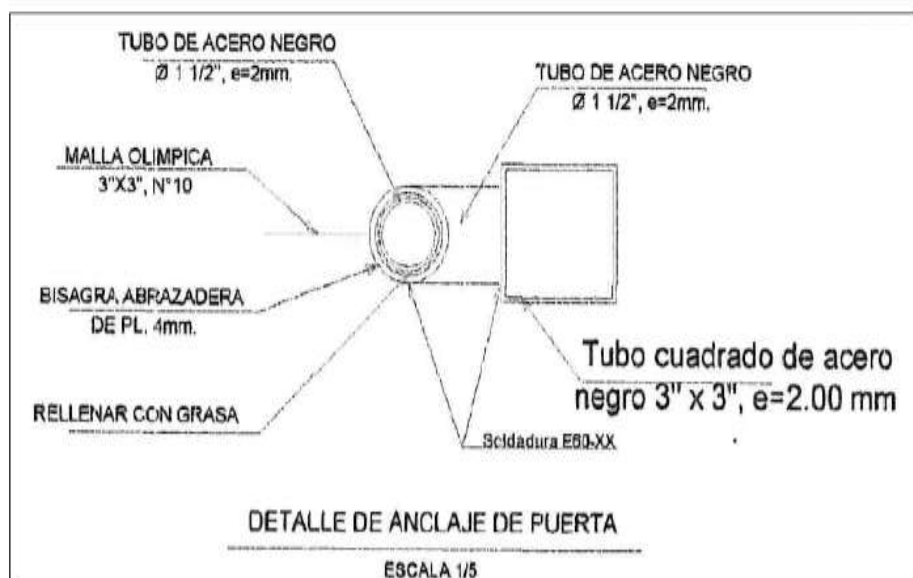 TUBO DE ACERO NEGRO
Ø 1 1/2", e=2mm.
TUBO DE ACERO NEGRO
Ø 1 1/2", e=2mm.
MALLA OLIMPICA
3"X3", N°10
BISAGRA ABRAZADERA
DE PL. 4mm.
Tubo cuadrado de acero
negro 3" x 3", e=2.00 mm
RELLENAR CON GRASA
Soldadura E60-XX
DETALLE DE ANCLAJE DE PUERTA
ESCALA 1/5